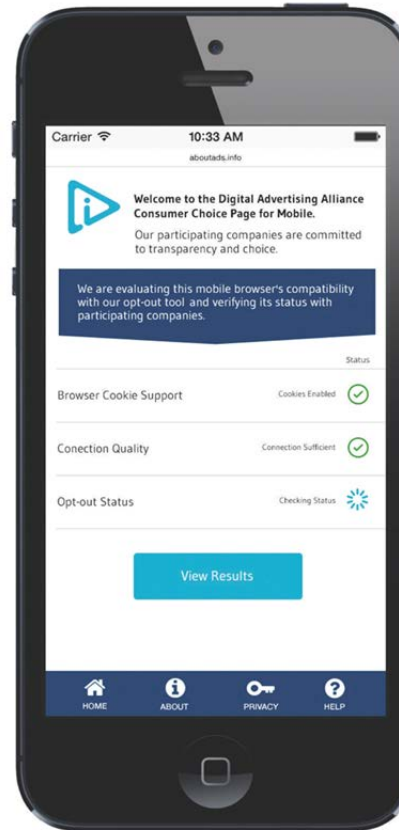 Carrier
10:33 AM
aboutads.info
Welcome to the Digital Advertising Alliance
Consumer Choice Page for Mobile.
Our participating companies are committed
to transparency and choice.
We are evaluating this mobile browser's compatibility
with our opt-out tool and verifying its status with
participating companies.
Status
Browser Cookie Support
Cookies Enabled
Conection Quality
Connection Sufficient
Opt-out Status
Checking Status
View Results
HOME
ABOUT
PRIVACY
HELP